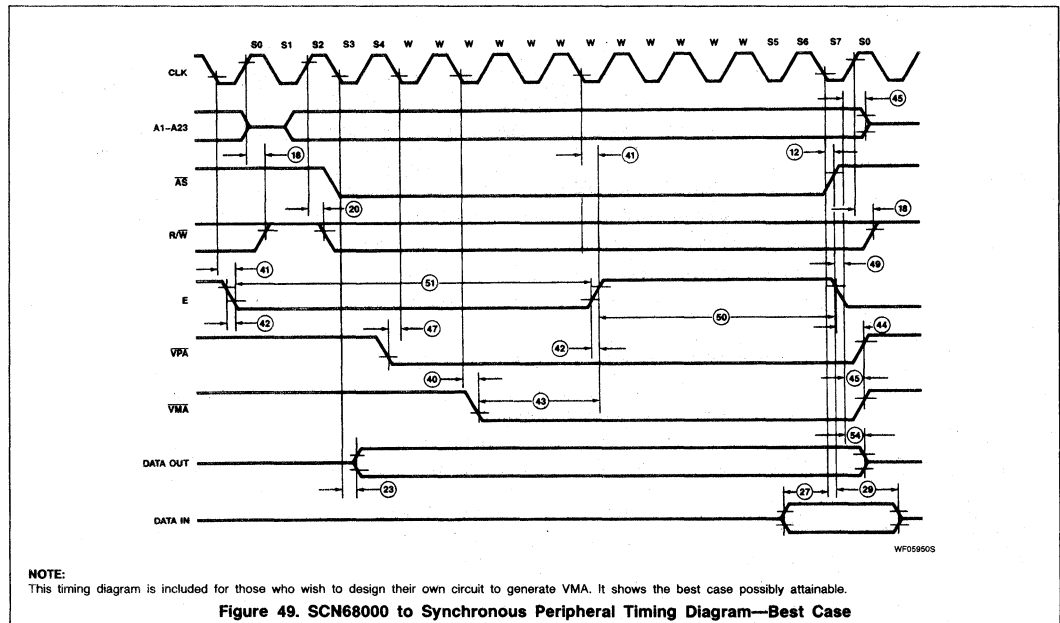 S0 S1 S2 S3 S4 W W W W W W W W W W W W S5 S6 S7 S0
CLK
45
A1–A23
18 41 12
AS
20 18
R/W
41 51 49
E
50
42 47 42 44
VPA
40 43 45
VMA
54
DATA OUT
23 27 29
DATA IN
WF05950S
NOTE:
This timing diagram is included for those who wish to design their own circuit to generate VMA. It shows the best case possibly attainable.
Figure 49. SCN68000 to Synchronous Peripheral Timing Diagram—Best Case